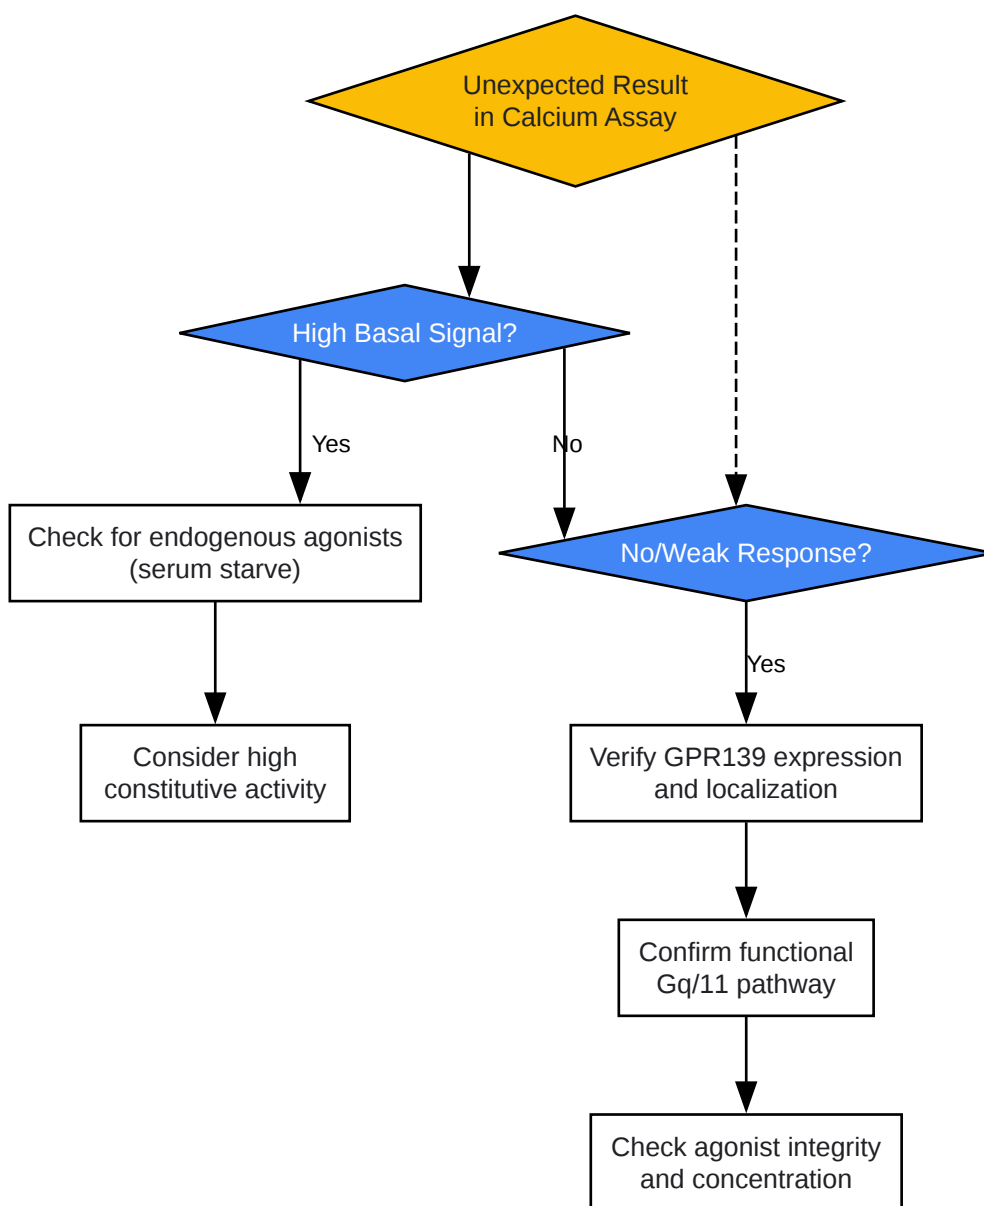 Unexpected Result
in Calcium Assay
High Basal Signal?
Yes
No
Check for endogenous agonists
(serum starve)
No/Weak Response?
Yes
Consider high
constitutive activity
Verify GPR139 expression
and localization
Confirm functional
Gq/11 pathway
Check agonist integrity
and concentration